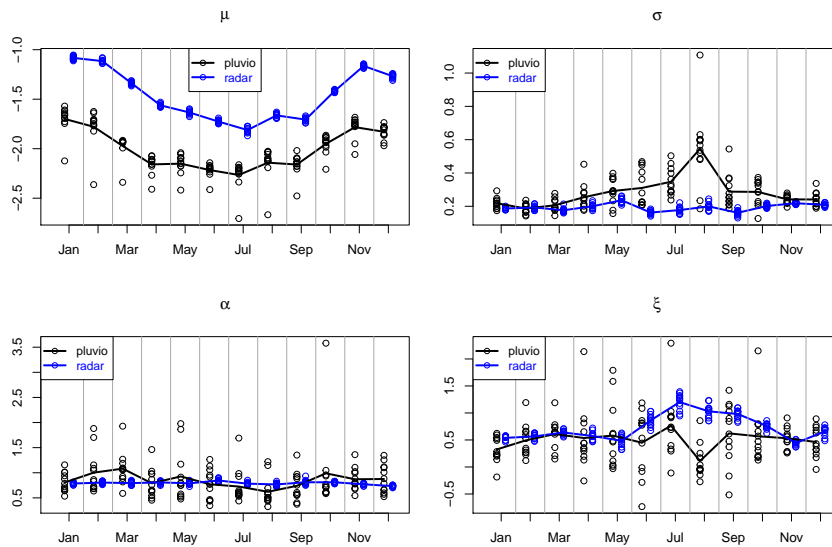 μ
-1.0
-1.5
-2.0
-2.5
pluvio
radar
Jan Mar May Jul Sep Nov
σ
1.0
0.8
0.6
0.4
0.2
pluvio
radar
Jan Mar May Jul Sep Nov
α
3.5
2.5
1.5
0.5
pluvio
radar
Jan Mar May Jul Sep Nov
ξ
1.5
0.5
-0.5
pluvio
radar
Jan Mar May Jul Sep Nov